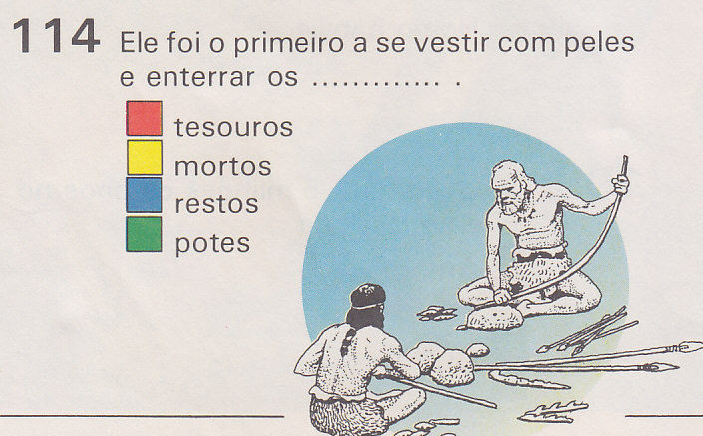 114 Ele foi o primeiro a se vestir com peles
e enterrar os ............. .
tesouros
mortos
restos
potes